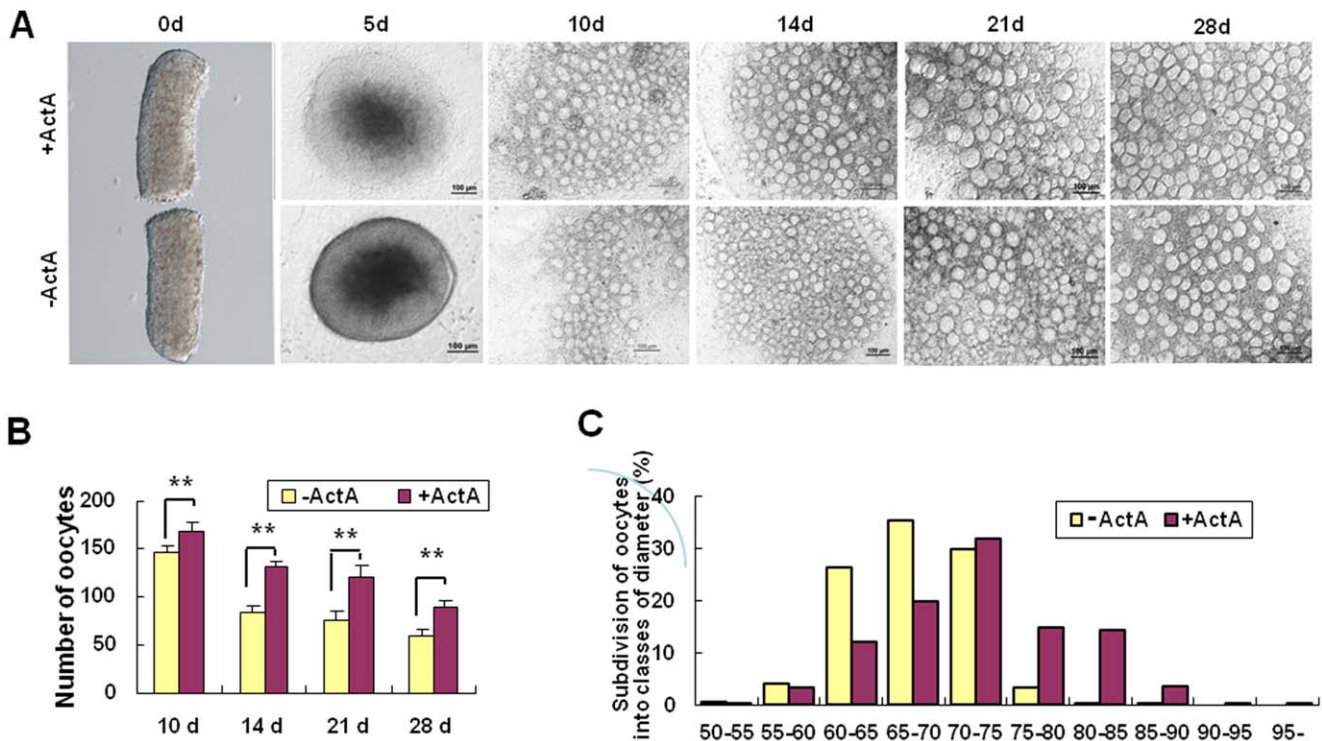 A
0d 5d 10d 14d 21d 28d
+ActA
100 µm
100 µm
-ActA
100 µm
100 µm
100 µm
B
Number of oocytes
-ActA +ActA
200
150
100
50
0
** ** ** **
10 d 14 d 21 d 28 d
C
Subdivision of oocytes
into classes of diameter (%)
-ActA +ActA
40
30
20
10
0
50-55 55-60 60-65 65-70 70-75 75-80 80-85 85-90 90-95 95-